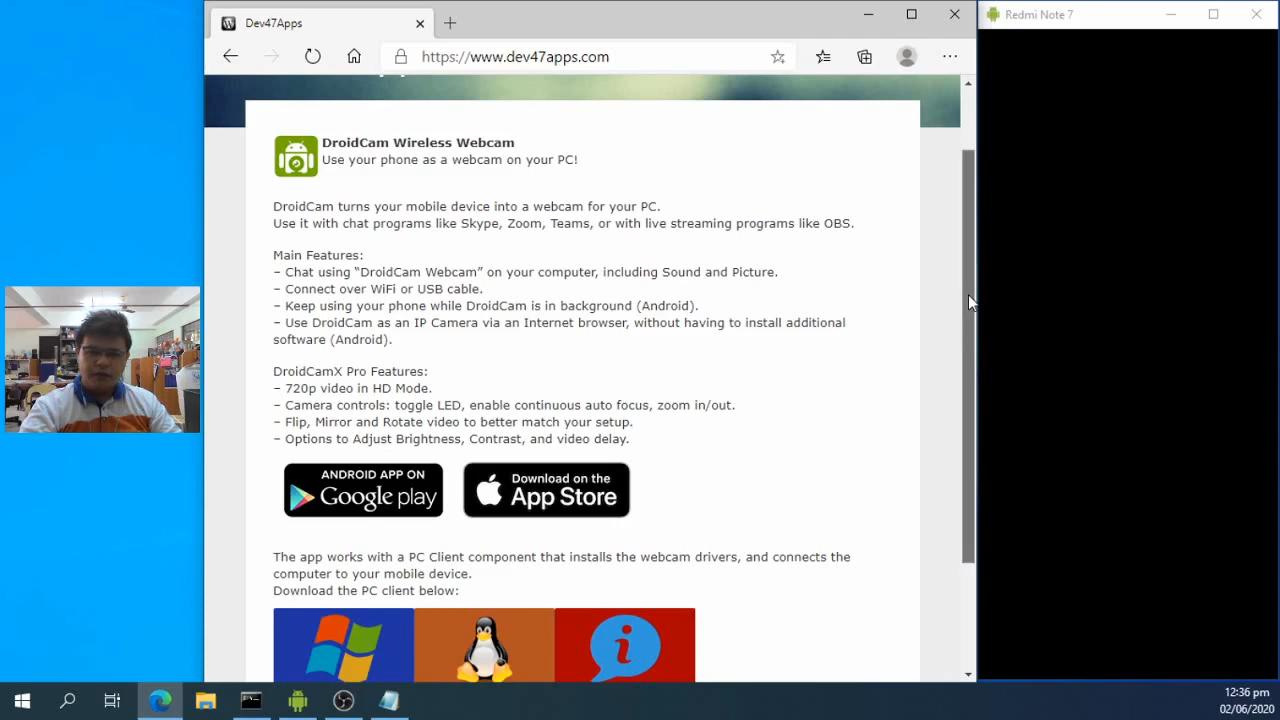 Dev47Apps
Redmi Note 7
https://www.dev47apps.com
DroidCam Wireless Webcam
Use your phone as a webcam on your PC!
DroidCam turns your mobile device into a webcam for your PC.
Use it with chat programs like Skype, Zoom, Teams, or with live streaming programs like OBS.
Main Features:
– Chat using “DroidCam Webcam” on your computer, including Sound and Picture.
– Connect over WiFi or USB cable.
– Keep using your phone while DroidCam is in background (Android).
– Use DroidCam as an IP Camera via an Internet browser, without having to install additional
software (Android).
DroidCamX Pro Features:
– 720p video in HD Mode.
– Camera controls: toggle LED, enable continuous auto focus, zoom in/out.
– Flip, Mirror and Rotate video to better match your setup.
– Options to Adjust Brightness, Contrast, and video delay.
ANDROID APP ON
Google play
Download on the
App Store
The app works with a PC Client component that installs the webcam drivers, and connects the
computer to your mobile device.
Download the PC client below:
i
12:36 pm
02/06/2020